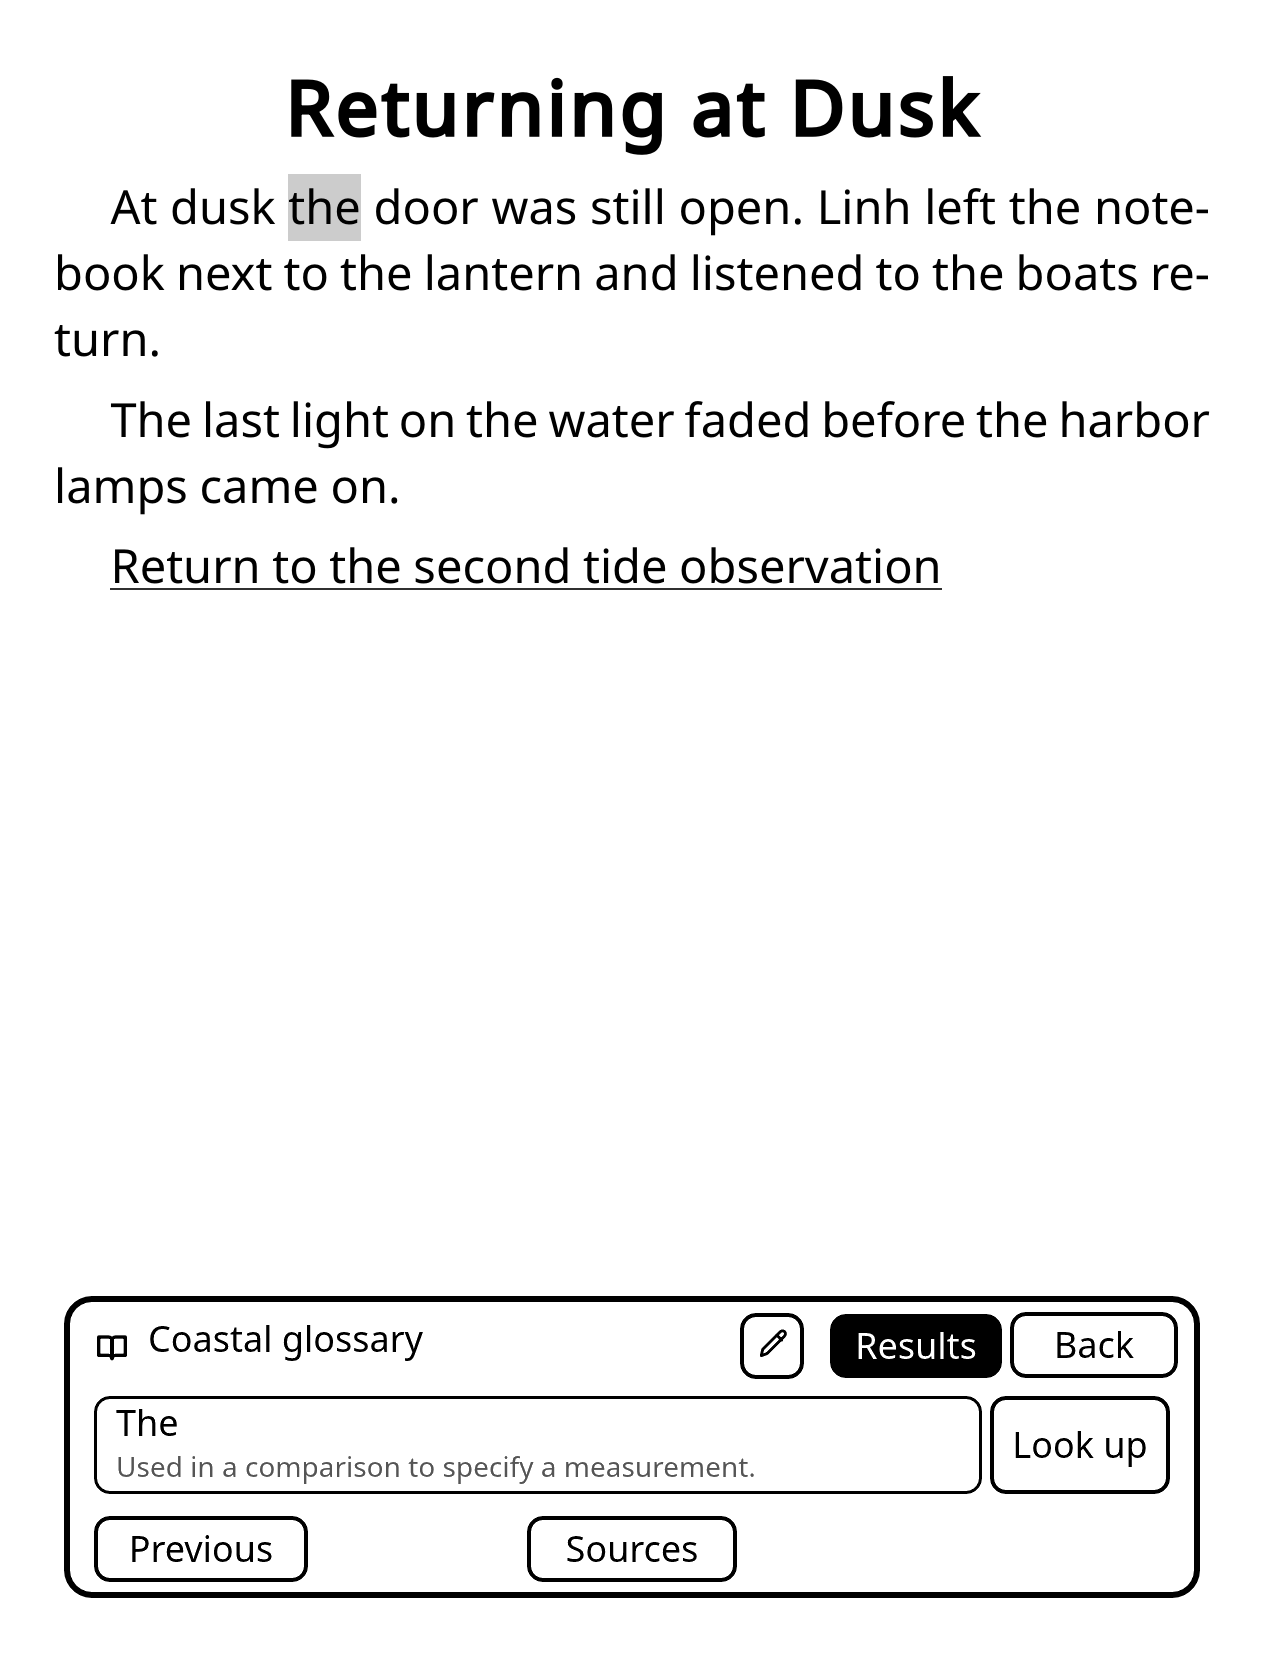 Returning at Dusk
At dusk the door was still open. Linh left the note-
book next to the lantern and listened to the boats re-
turn.
The last light on the water faded before the harbor
lamps came on.
Return to the second tide observation
Coastal glossary
Results
Back
The
Used in a comparison to specify a measurement.
Look up
Previous
Sources